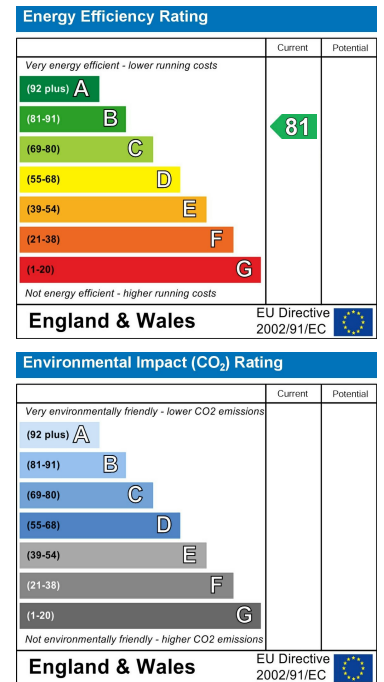 Energy Efficiency Rating
Current Potential
Very energy efficient - lower running costs
(92 plus) A
(81-91) B
81
(69-80) C
(55-68) D
(39-54) E
(21-38) F
(1-20) G
Not energy efficient - higher running costs
England & Wales
EU Directive
2002/91/EC
Environmental Impact (CO₂) Rating
Current Potential
Very environmentally friendly - lower CO2 emissions
(92 plus) A
(81-91) B
(69-80) C
(55-68) D
(39-54) E
(21-38) F
(1-20) G
Not environmentally friendly - higher CO2 emissions
England & Wales
EU Directive
2002/91/EC